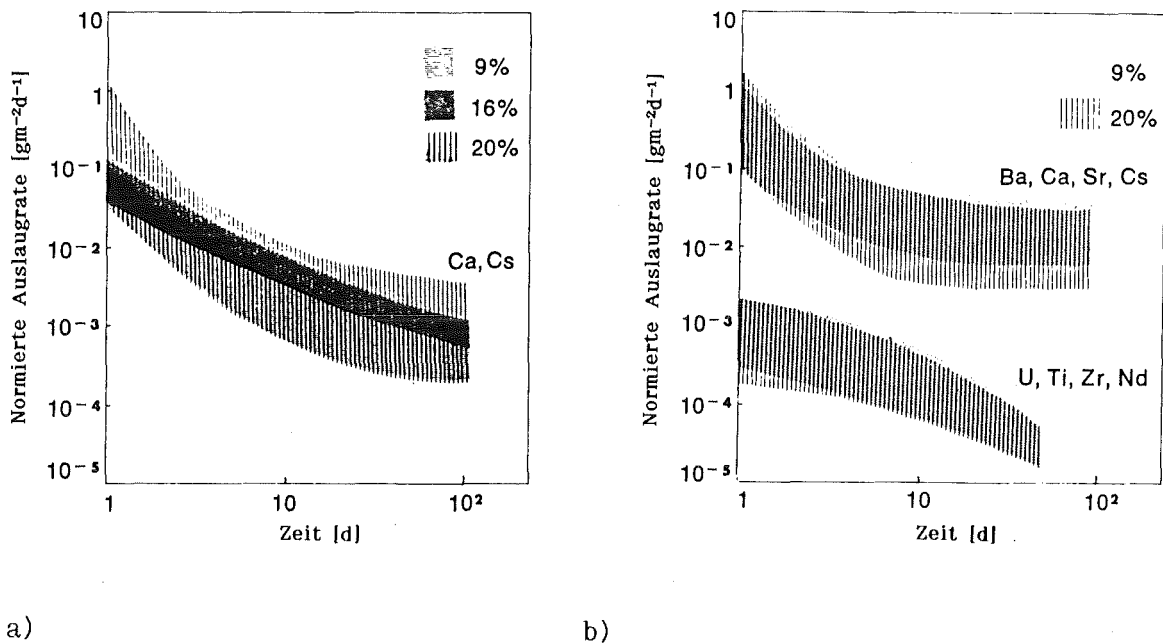 10
1
10⁻¹
10⁻²
10⁻³
10⁻⁴
10⁻⁵
Normierte Auslaugrate [gm⁻²d⁻¹]
9%
16%
20%
Ca, Cs
1
10
10²
Zeit [d]
a)
10
1
10⁻¹
10⁻²
10⁻³
10⁻⁴
10⁻⁵
Normierte Auslaugrate [gm⁻²d⁻¹]
9%
20%
Ba, Ca, Sr, Cs
U, Ti, Zr, Nd
1
10
10²
Zeit [d]
b)